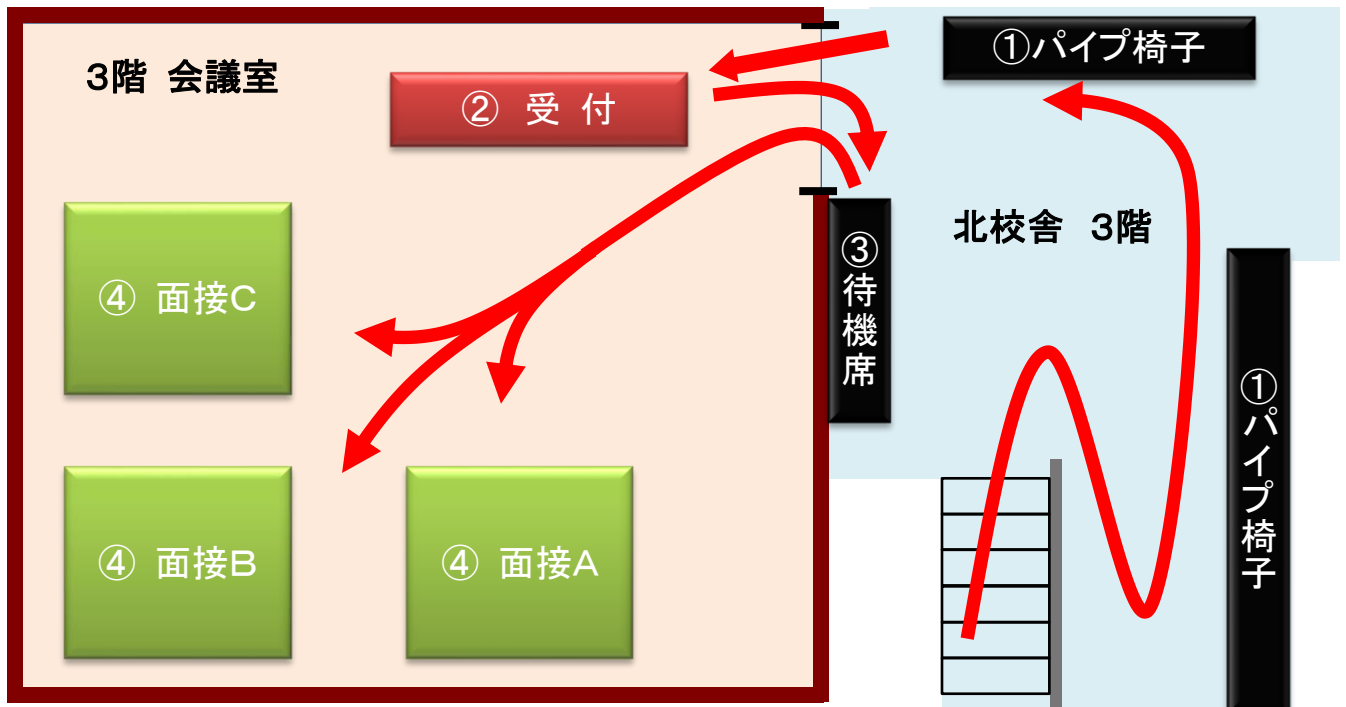 3階 会議室
② 受 付
①パイプ椅子
北校舎 3階
③待機席
①パイプ椅子
④ 面接C
④ 面接B
④ 面接A